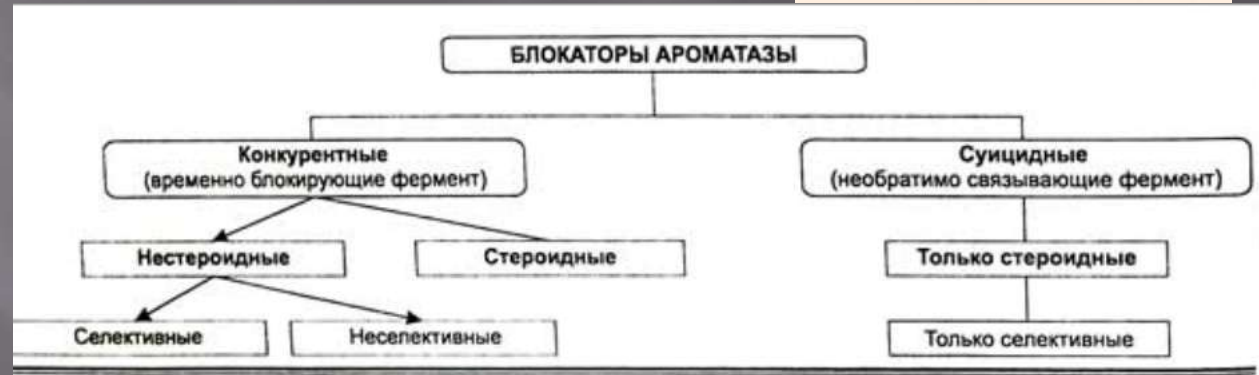 БЛОКАТОРЫ АРОМАТАЗЫ
Конкурентные
(временно блокирующие фермент)
Суицидные
(необратимо связывающие фермент)
Нестероидные
Стероидные
Только стероидные
Селективные
Неселективные
Только селективные